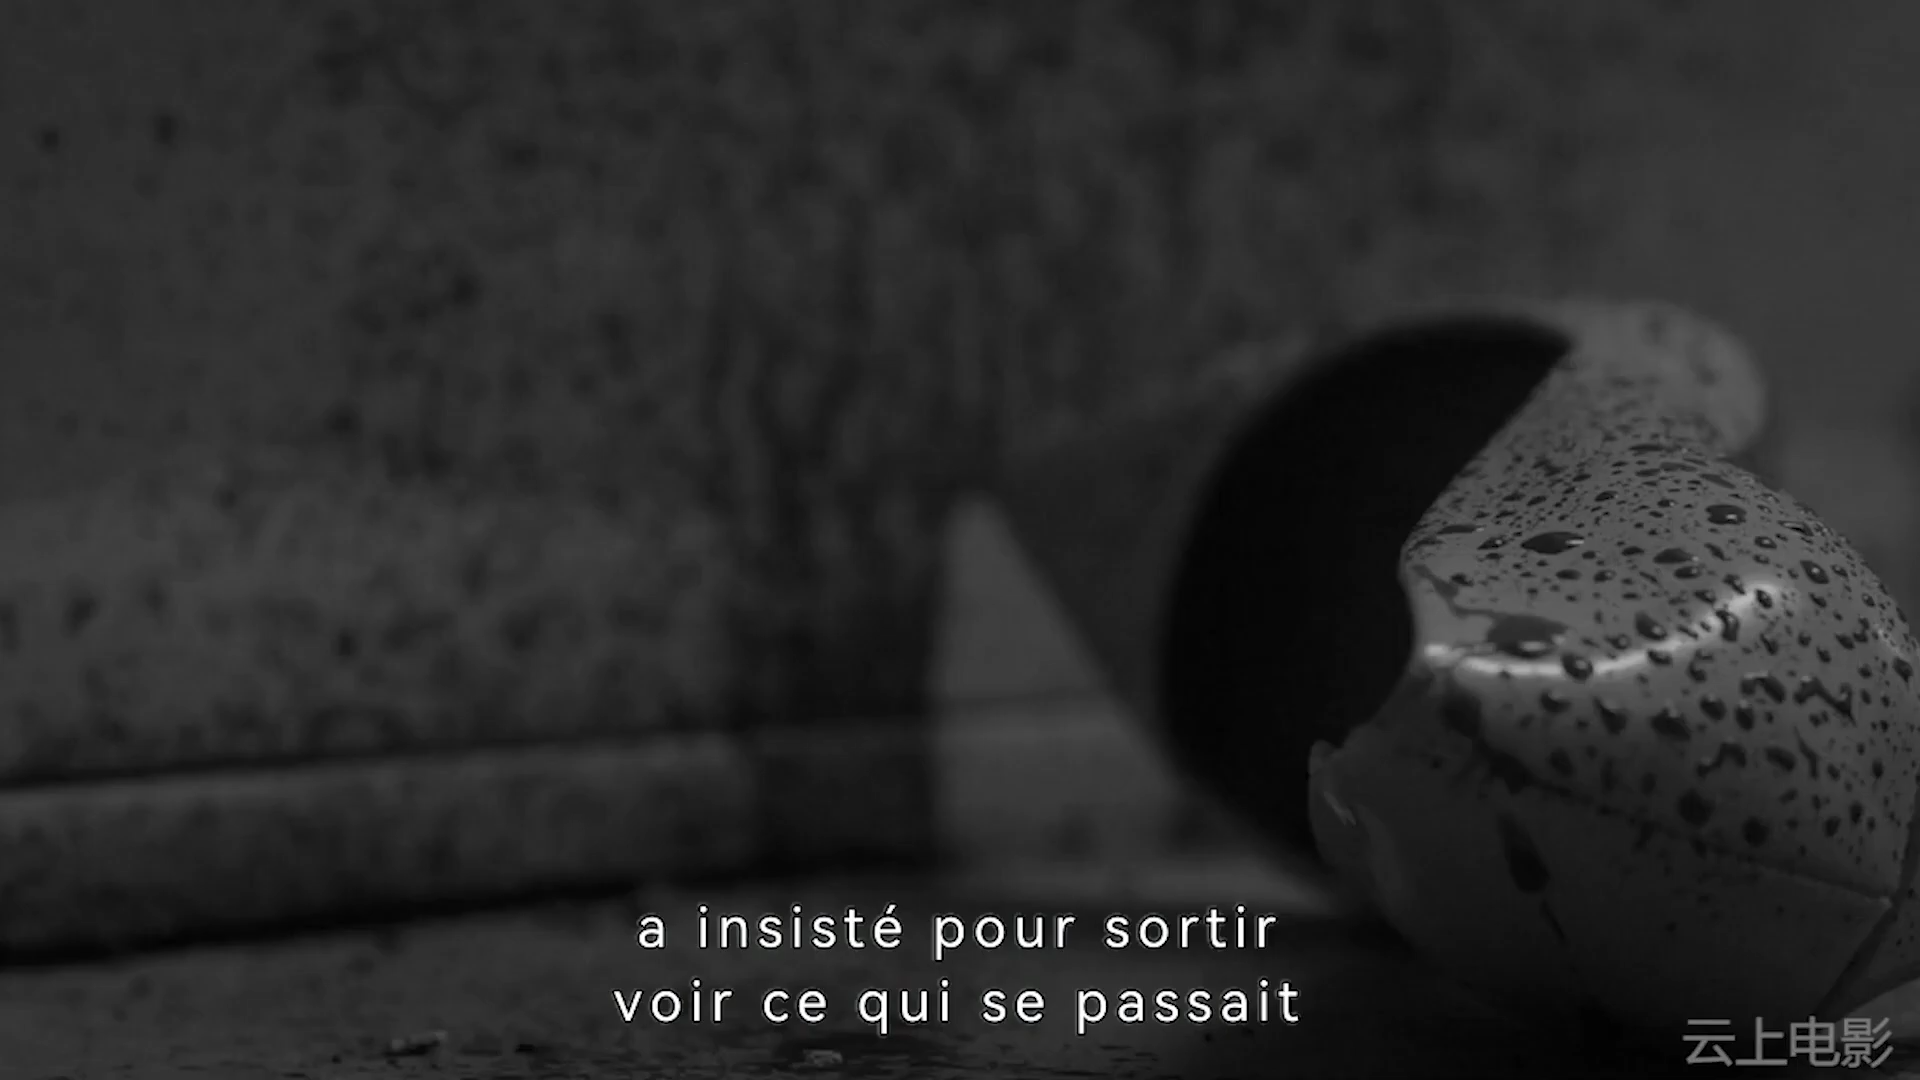 a insisté pour sortir
voir ce qui se passait
云上电影